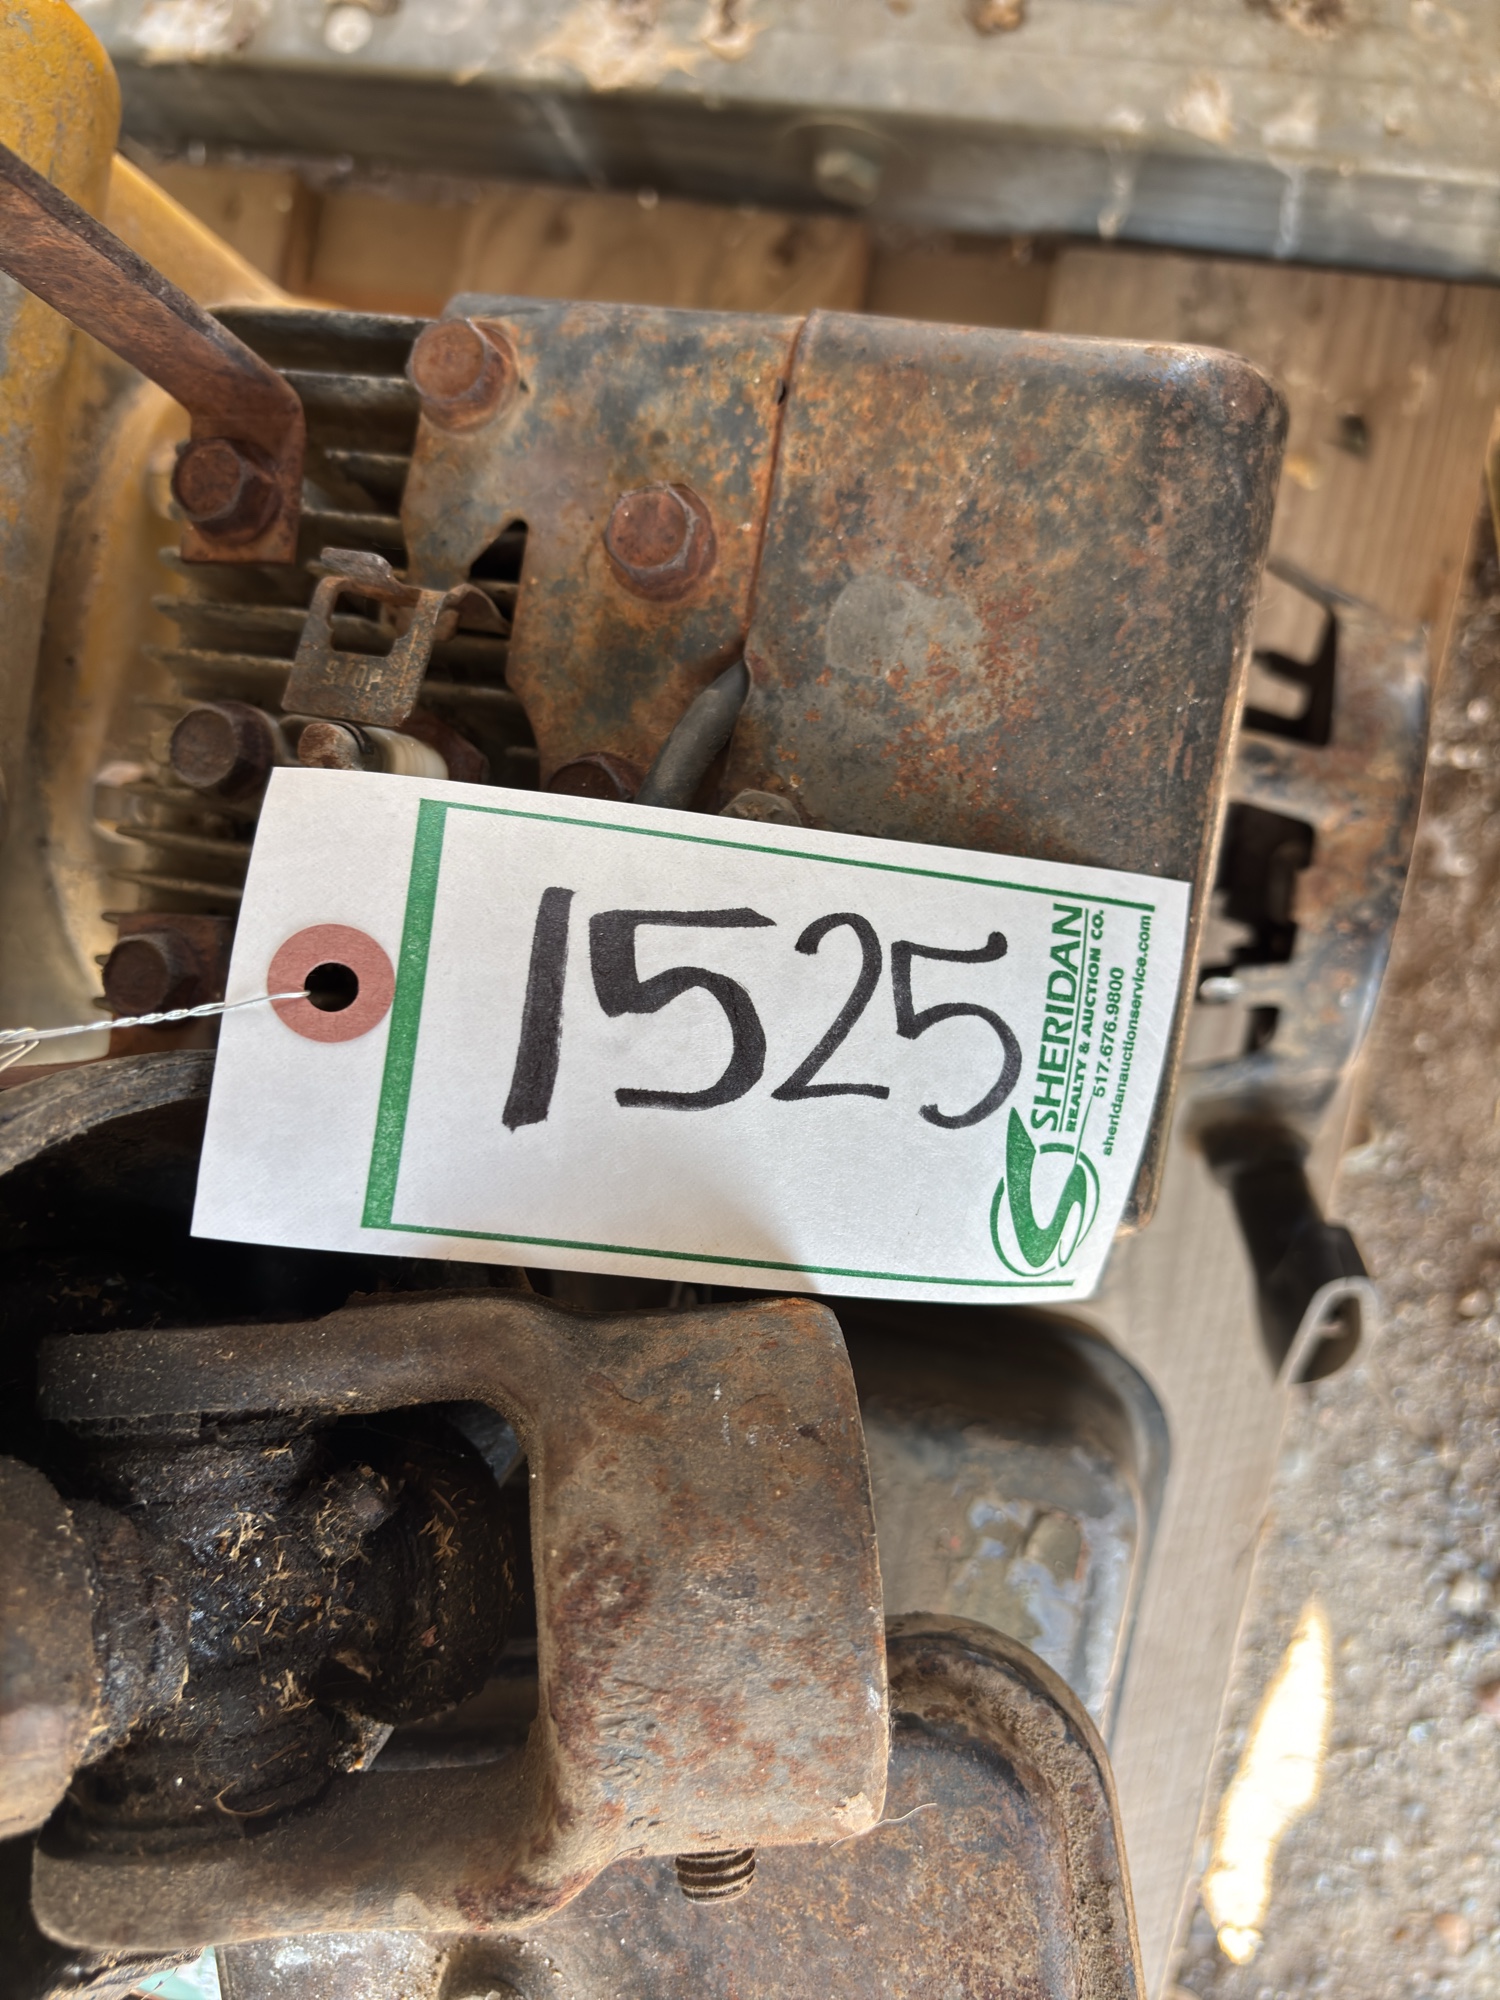 STOP
1525
SHERIDAN
REALTY & AUCTION CO.
517.676.9800
sheridanauctionservice.com